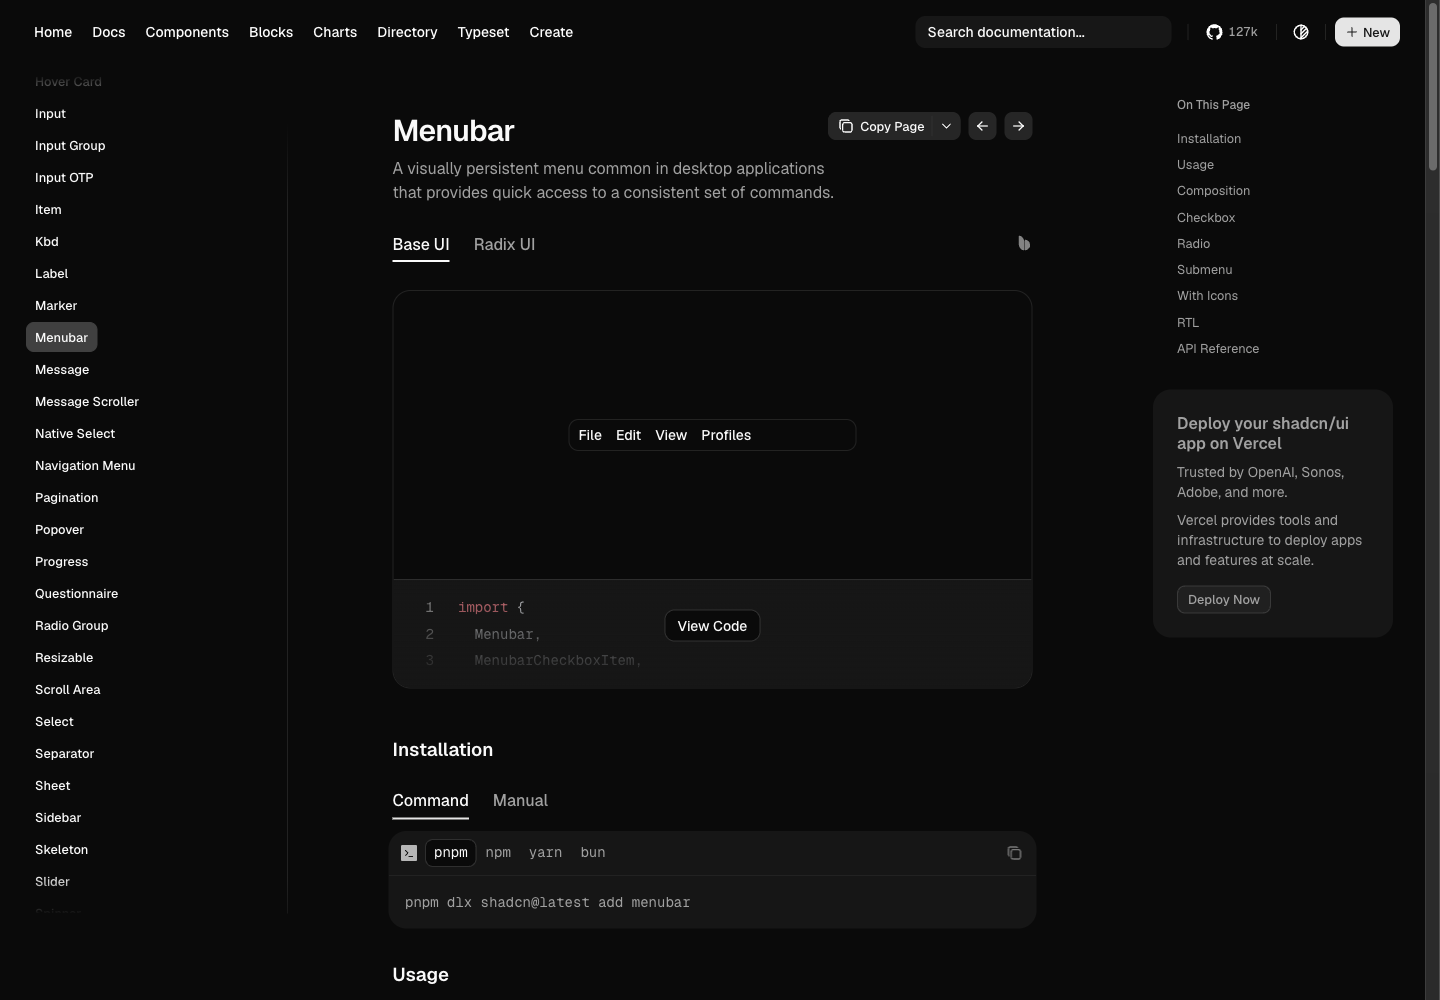 Home Docs Components Blocks Charts Directory Typeset Create
Search documentation...
127k
New
Hover Card
Input
Input Group
Input OTP
Item
Kbd
Label
Marker
Menubar
Message
Message Scroller
Native Select
Navigation Menu
Pagination
Popover
Progress
Questionnaire
Radio Group
Resizable
Scroll Area
Select
Separator
Sheet
Sidebar
Skeleton
Slider
Menubar
Copy Page
A visually persistent menu common in desktop applications
that provides quick access to a consistent set of commands.
Base UI Radix UI
File Edit View Profiles
1 import {
2 Menubar,
3 MenubarCheckboxItem,
View Code
Installation
Command Manual
pnpm npm yarn bun
pnpm dlx shadcn@latest add menubar
Usage
On This Page
Installation
Usage
Composition
Checkbox
Radio
Submenu
With Icons
RTL
API Reference
Deploy your shadcn/ui
app on Vercel
Trusted by OpenAI, Sonos,
Adobe, and more.
Vercel provides tools and
infrastructure to deploy apps
and features at scale.
Deploy Now